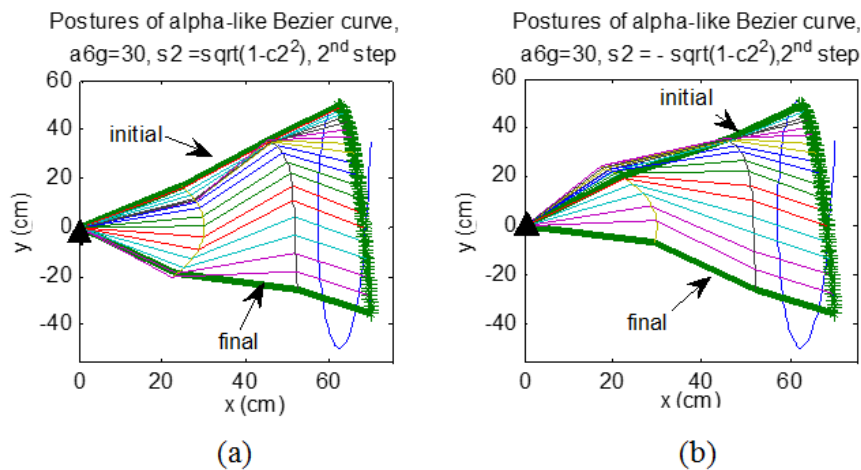 Postures of alpha-like Bezier curve,
a6g=30, s2 =sqrt(1-c2²), 2ⁿᵈ step
60
40
20
0
-20
-40
y (cm)
initial
final
0
20
40
60
x (cm)
(a)
Postures of alpha-like Bezier curve,
a6g=30, s2 = - sqrt(1-c2²),2ⁿᵈ step
60
40
20
0
-20
-40
y (cm)
initial
final
0
20
40
60
x (cm)
(b)